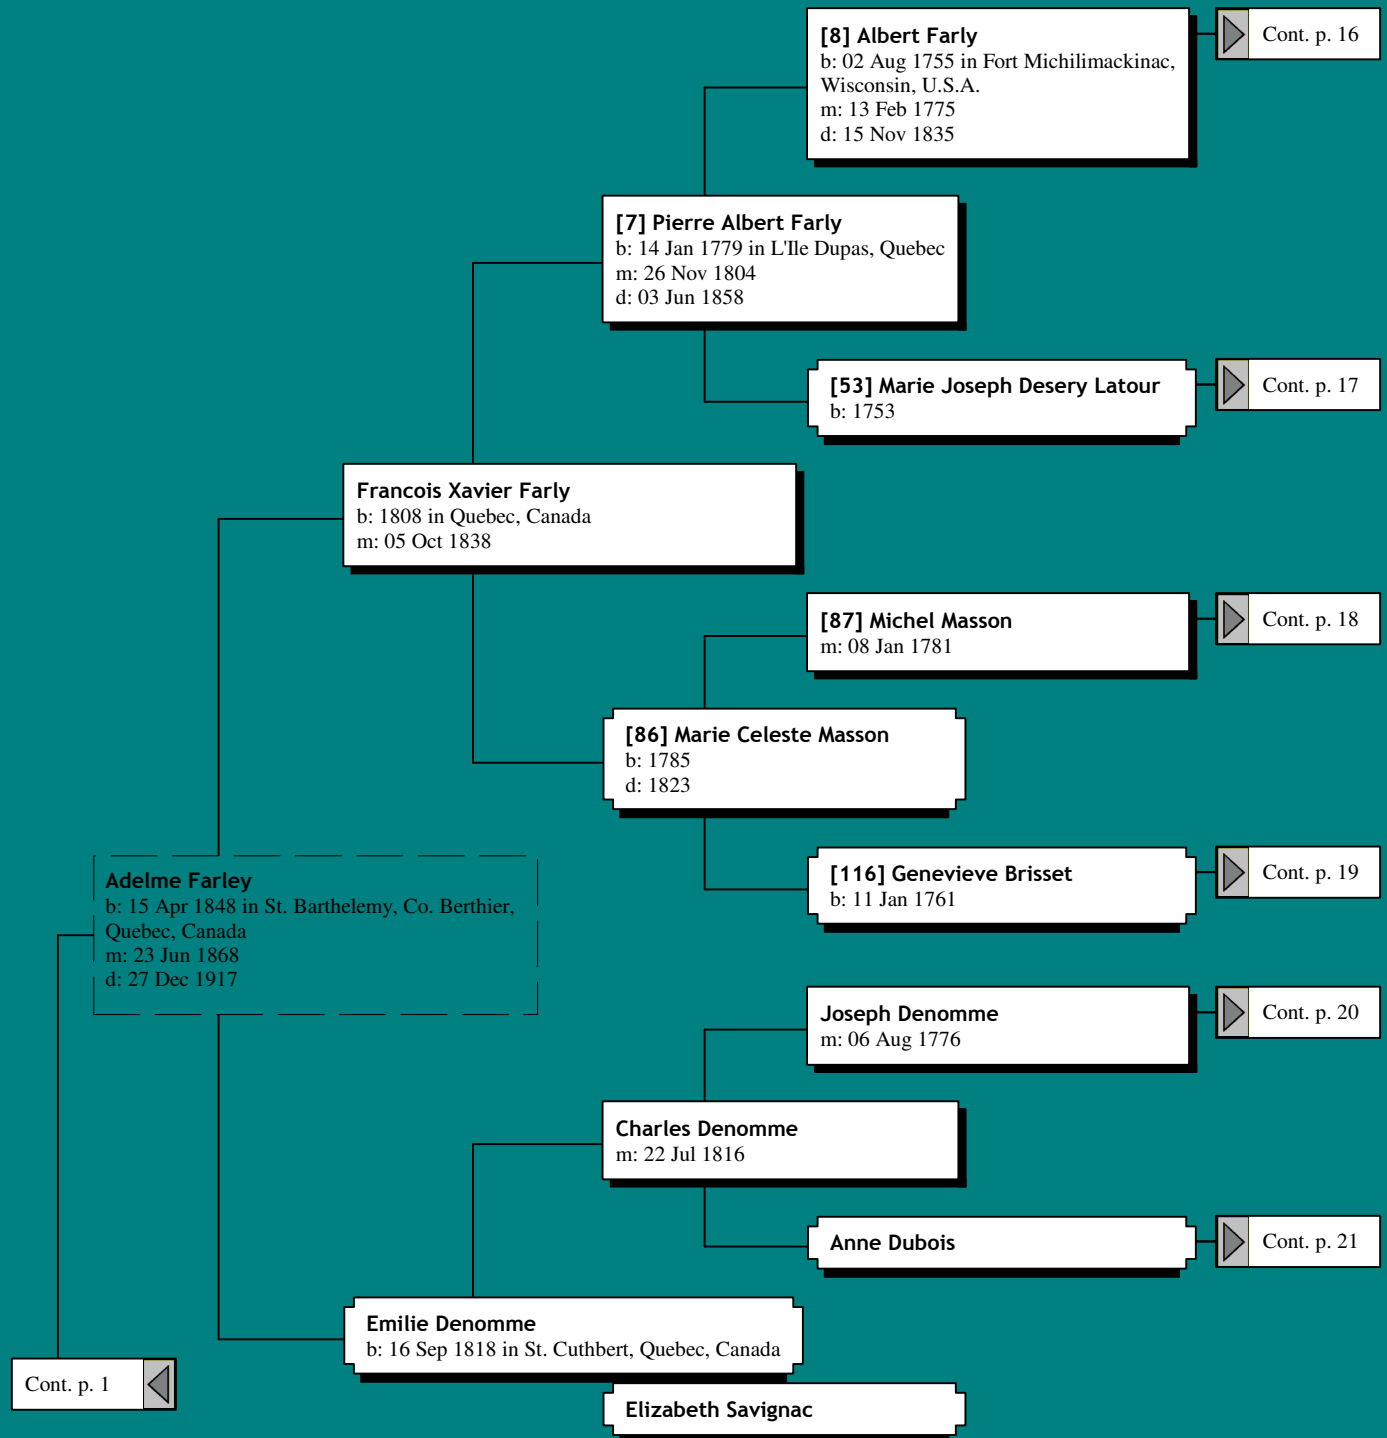 [8] Albert Farly
b: 02 Aug 1755 in Fort Michilimackinac,
Wisconsin, U.S.A.
m: 13 Feb 1775
d: 15 Nov 1835
Cont. p. 16
[7] Pierre Albert Farly
b: 14 Jan 1779 in L'Ile Dupas, Quebec
m: 26 Nov 1804
d: 03 Jun 1858
[53] Marie Joseph Desery Latour
b: 1753
Cont. p. 17
Francois Xavier Farly
b: 1808 in Quebec, Canada
m: 05 Oct 1838
[87] Michel Masson
m: 08 Jan 1781
Cont. p. 18
[86] Marie Celeste Masson
b: 1785
d: 1823
[116] Genevieve Brisset
b: 11 Jan 1761
Cont. p. 19
Adelme Farley
b: 15 Apr 1848 in St. Barthelemy, Co. Berthier,
Quebec, Canada
m: 23 Jun 1868
d: 27 Dec 1917
Joseph Denomme
m: 06 Aug 1776
Cont. p. 20
Charles Denomme
m: 22 Jul 1816
Anne Dubois
Cont. p. 21
Emilie Denomme
b: 16 Sep 1818 in St. Cuthbert, Quebec, Canada
Cont. p. 1
Elizabeth Savignac